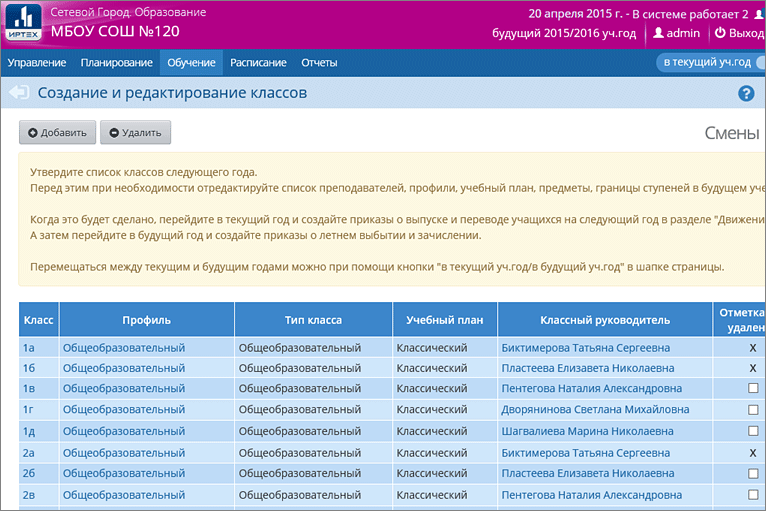 Сетевой Город. Образование
20 апреля 2015 г. - В системе работает 2
ИРТЕХ
МБОУ СОШ №120
будущий 2015/2016 уч.год
admin
Выход
Управление Планирование Обучение Расписание Отчеты
в текущий уч.год
Создание и редактирование классов
?
Добавить Удалить
Смены
Утвердите список классов следующего года.
Перед этим при необходимости отредактируйте список преподавателей, профили, учебный план, предметы, границы ступеней в будущем уче
Когда это будет сделано, перейдите в текущий год и создайте приказы о выпуске и переводе учащихся на следующий год в разделе "Движени
А затем перейдите в будущий год и создайте приказы о летнем выбытии и зачислении.
Перемещаться между текущим и будущим годами можно при помощи кнопки "в текущий уч.год/в будущий уч.год" в шапке страницы.
Класс Профиль Тип класса Учебный план Классный руководитель Отметка
удален
1а Общеобразовательный Общеобразовательный Классический Биктимерова Татьяна Сергеевна X
1б Общеобразовательный Общеобразовательный Классический Пластеева Елизавета Николаевна X
1в Общеобразовательный Общеобразовательный Классический Пентегова Наталия Александровна
1г Общеобразовательный Общеобразовательный Классический Дворянинова Светлана Михайловна
1д Общеобразовательный Общеобразовательный Классический Шагвалиева Марина Николаевна
2а Общеобразовательный Общеобразовательный Классический Биктимерова Татьяна Сергеевна X
2б Общеобразовательный Общеобразовательный Классический Пластеева Елизавета Николаевна
2в Общеобразовательный Общеобразовательный Классический Пентегова Наталия Александровна